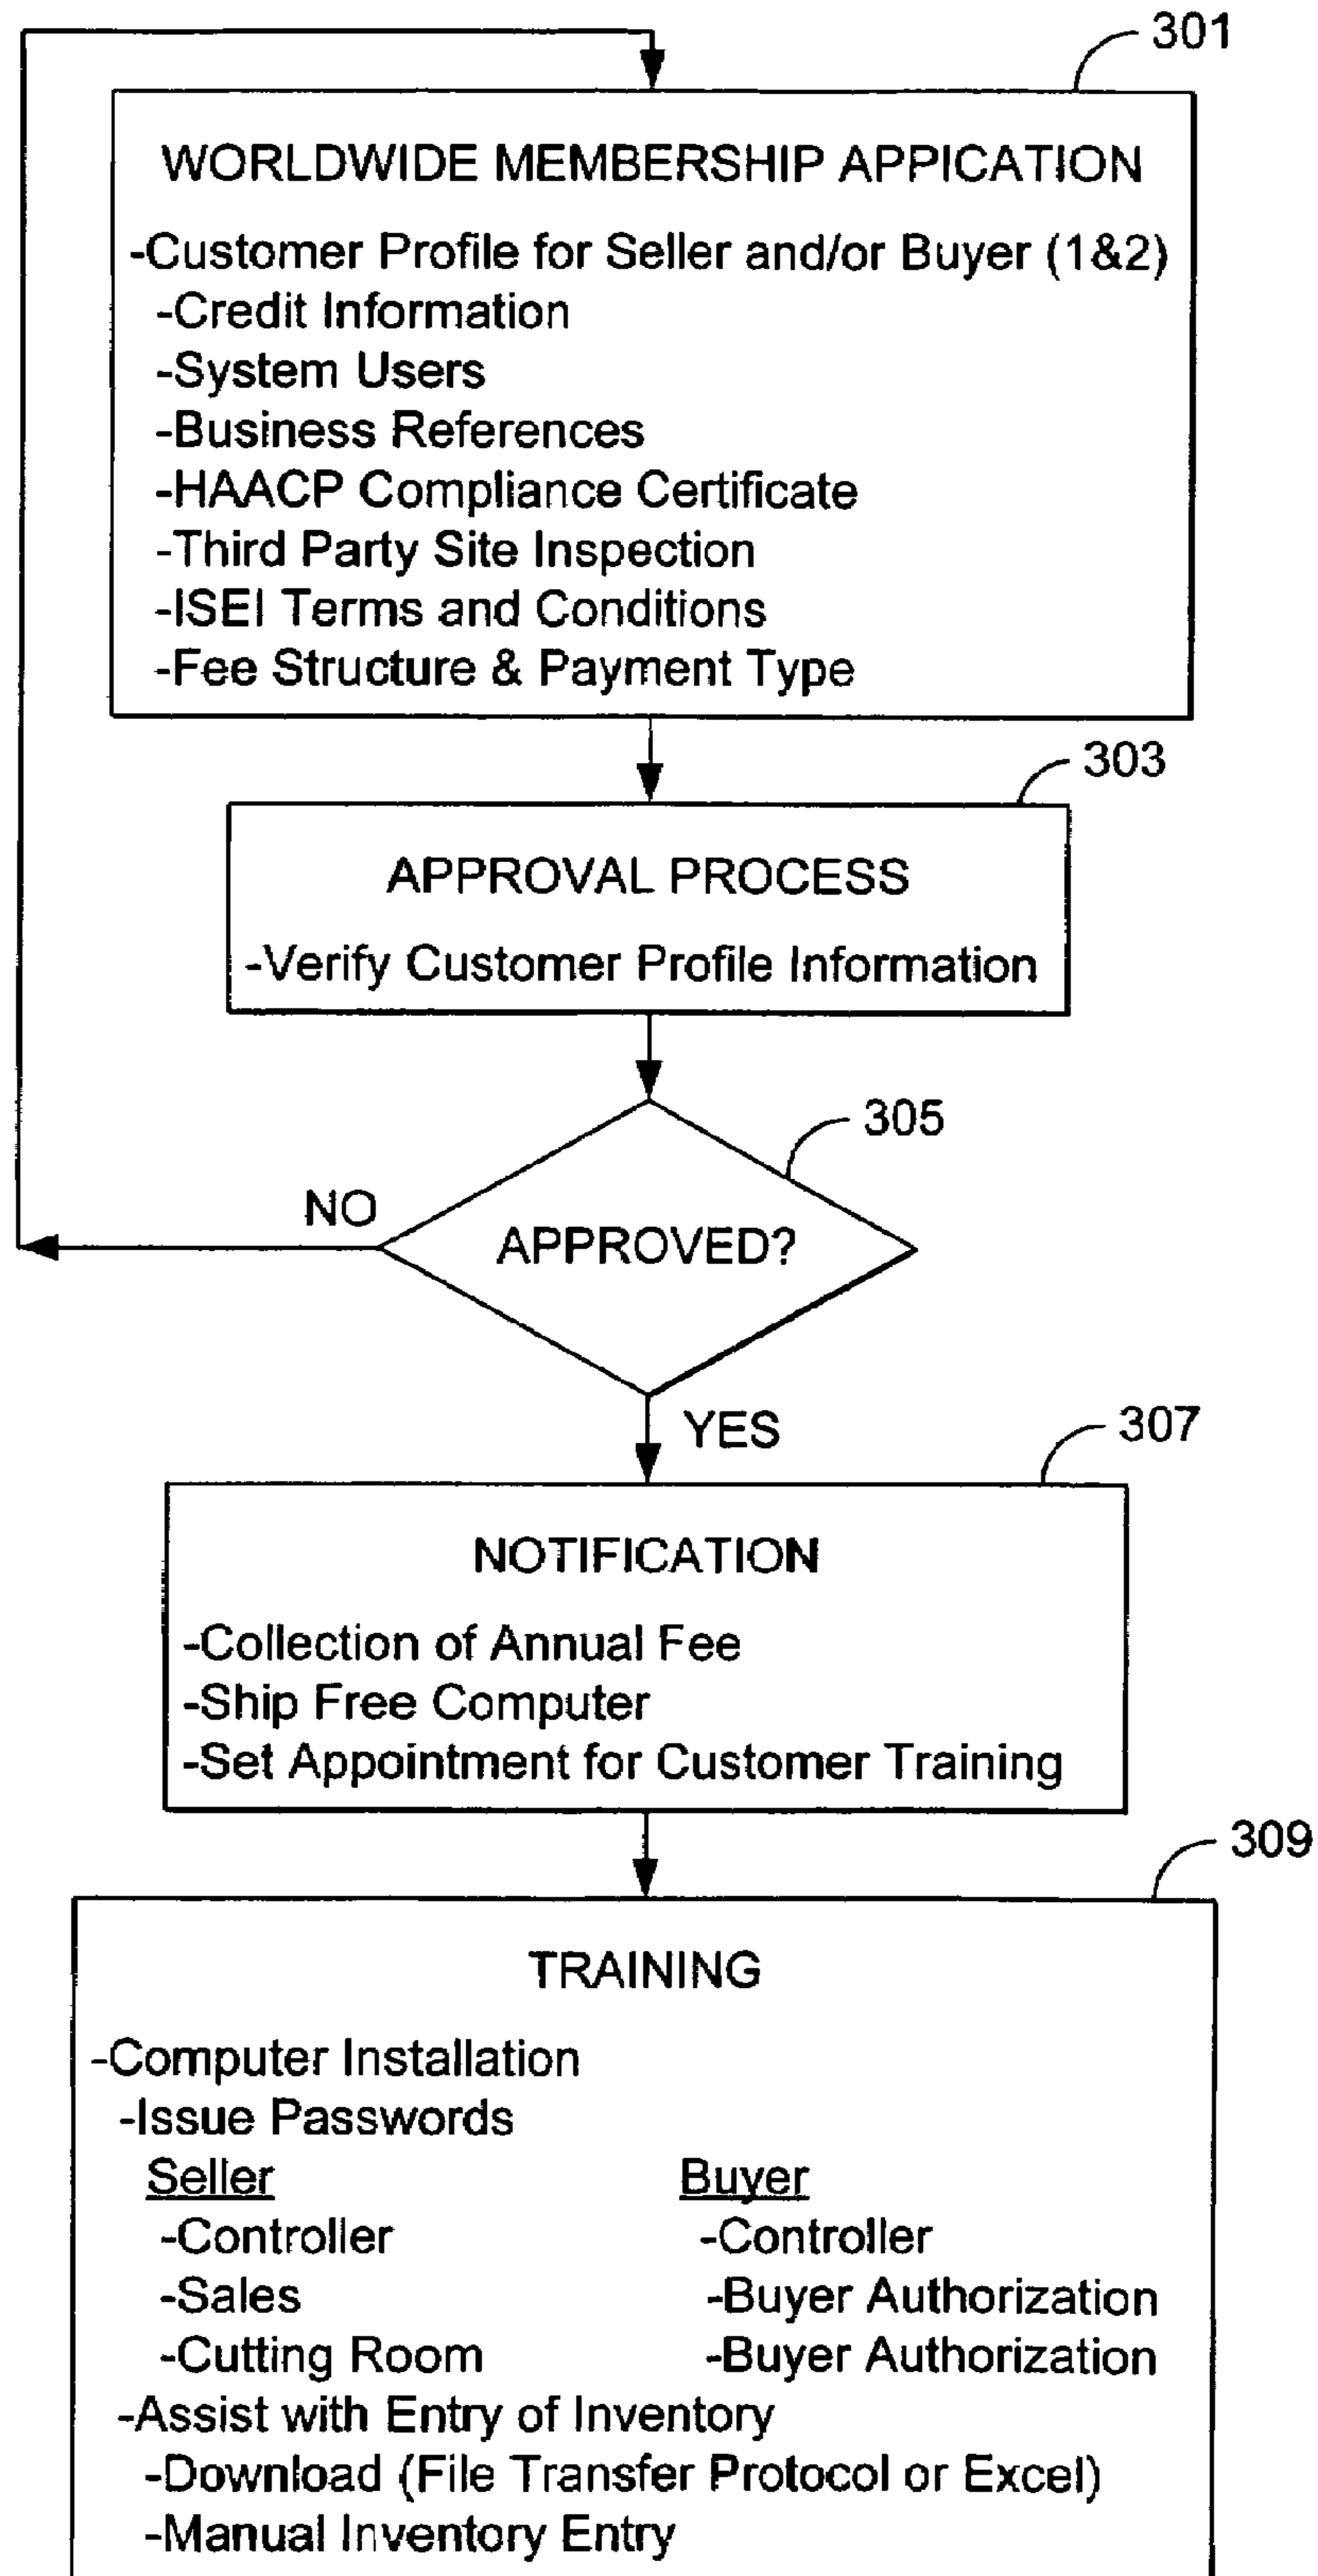 301
WORLDWIDE MEMBERSHIP APPICATION
-Customer Profile for Seller and/or Buyer (1&2)
-Credit Information
-System Users
-Business References
-HAACP Compliance Certificate
-Third Party Site Inspection
-ISEI Terms and Conditions
-Fee Structure & Payment Type
303
APPROVAL PROCESS
-Verify Customer Profile Information
305
NO
APPROVED?
YES
307
NOTIFICATION
-Collection of Annual Fee
-Ship Free Computer
-Set Appointment for Customer Training
309
TRAINING
-Computer Installation
-Issue Passwords
Seller Buyer
-Controller -Controller
-Sales -Buyer Authorization
-Cutting Room -Buyer Authorization
-Assist with Entry of Inventory
-Download (File Transfer Protocol or Excel)
-Manual Inventory Entry